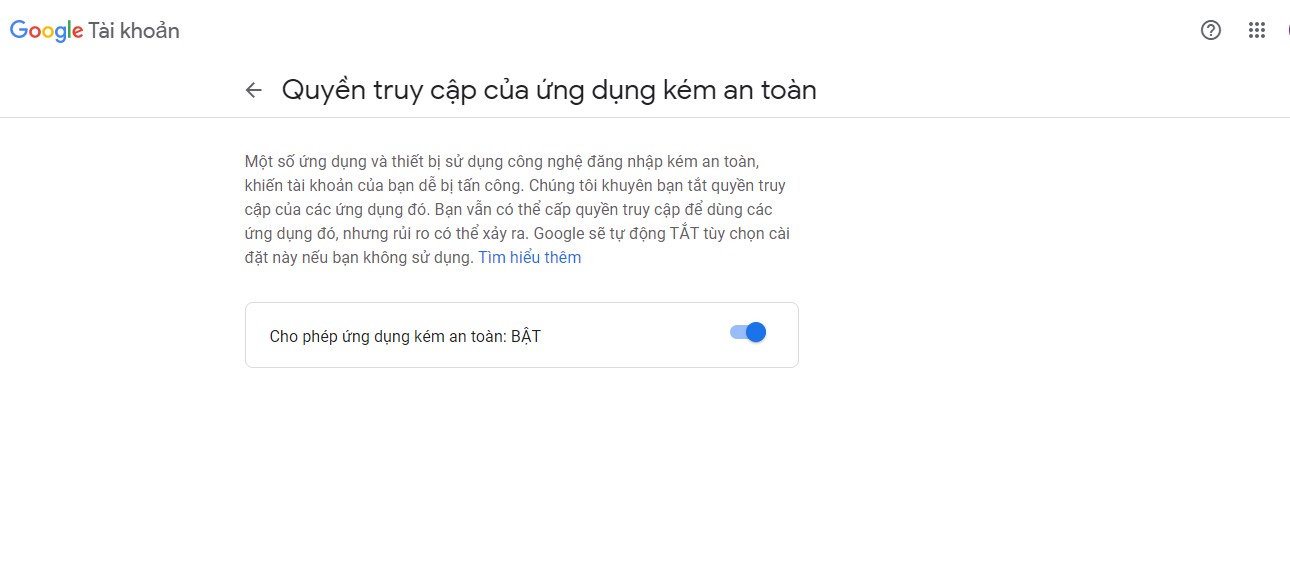 Google Tài khoản
Quyền truy cập của ứng dụng kém an toàn
Một số ứng dụng và thiết bị sử dụng công nghệ đăng nhập kém an toàn,
khiến tài khoản của bạn dễ bị tấn công. Chúng tôi khuyên bạn tắt quyền truy
cập của các ứng dụng đó. Bạn vẫn có thể cấp quyền truy cập để dùng các
ứng dụng đó, nhưng rủi ro có thể xảy ra. Google sẽ tự động TẮT tùy chọn cài
đặt này nếu bạn không sử dụng. Tìm hiểu thêm
Cho phép ứng dụng kém an toàn: BẬT